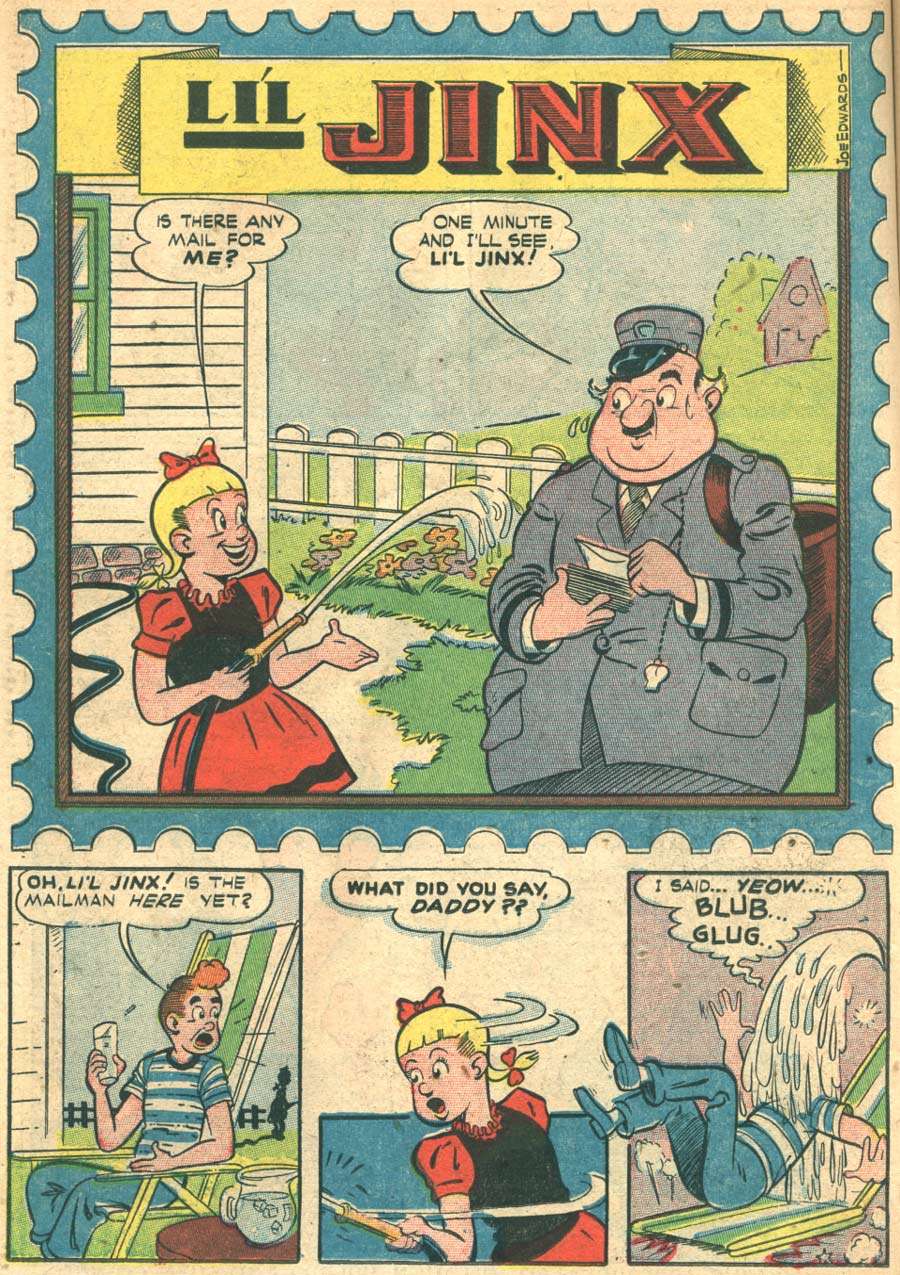 LI'L JINX
JOE EDWARDS—
IS THERE ANY
MAIL FOR
ME?
ONE MINUTE
AND I'LL SEE,
LI'L JINX!
OH, LI'L JINX! IS THE
MAILMAN HERE YET?
WHAT DID YOU SAY,
DADDY??
I SAID... YEOW....
BLUB...
GLUG..